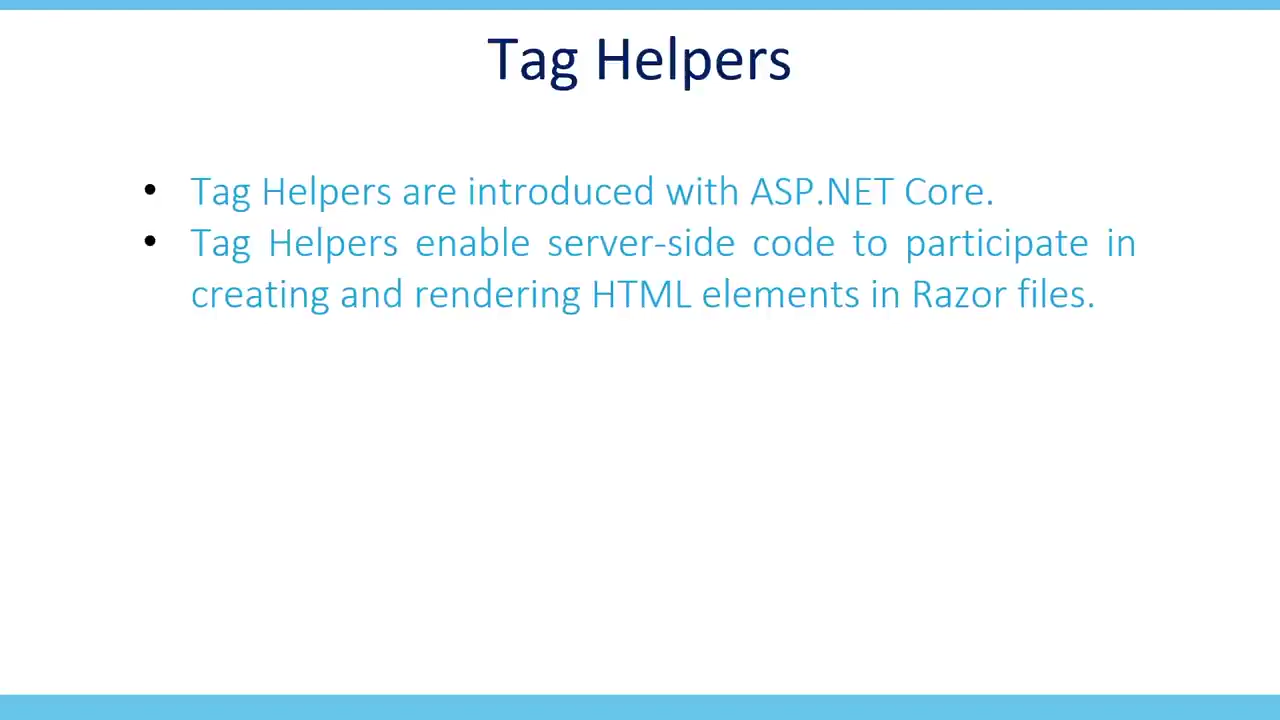 Tag Helpers
• Tag Helpers are introduced with ASP.NET Core.
• Tag Helpers enable server-side code to participate in
creating and rendering HTML elements in Razor files.